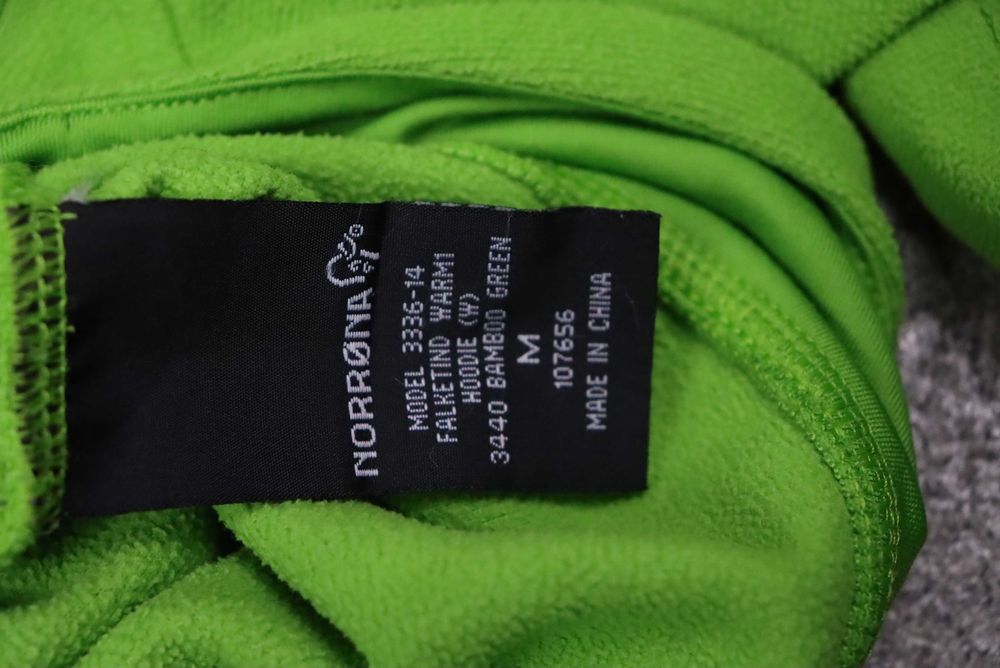 NORRØNA
MODEL 3336-14
FALKETIND WARM1
HOODIE (W)
3440 BAMBOO GREEN
M
107656
MADE IN CHINA